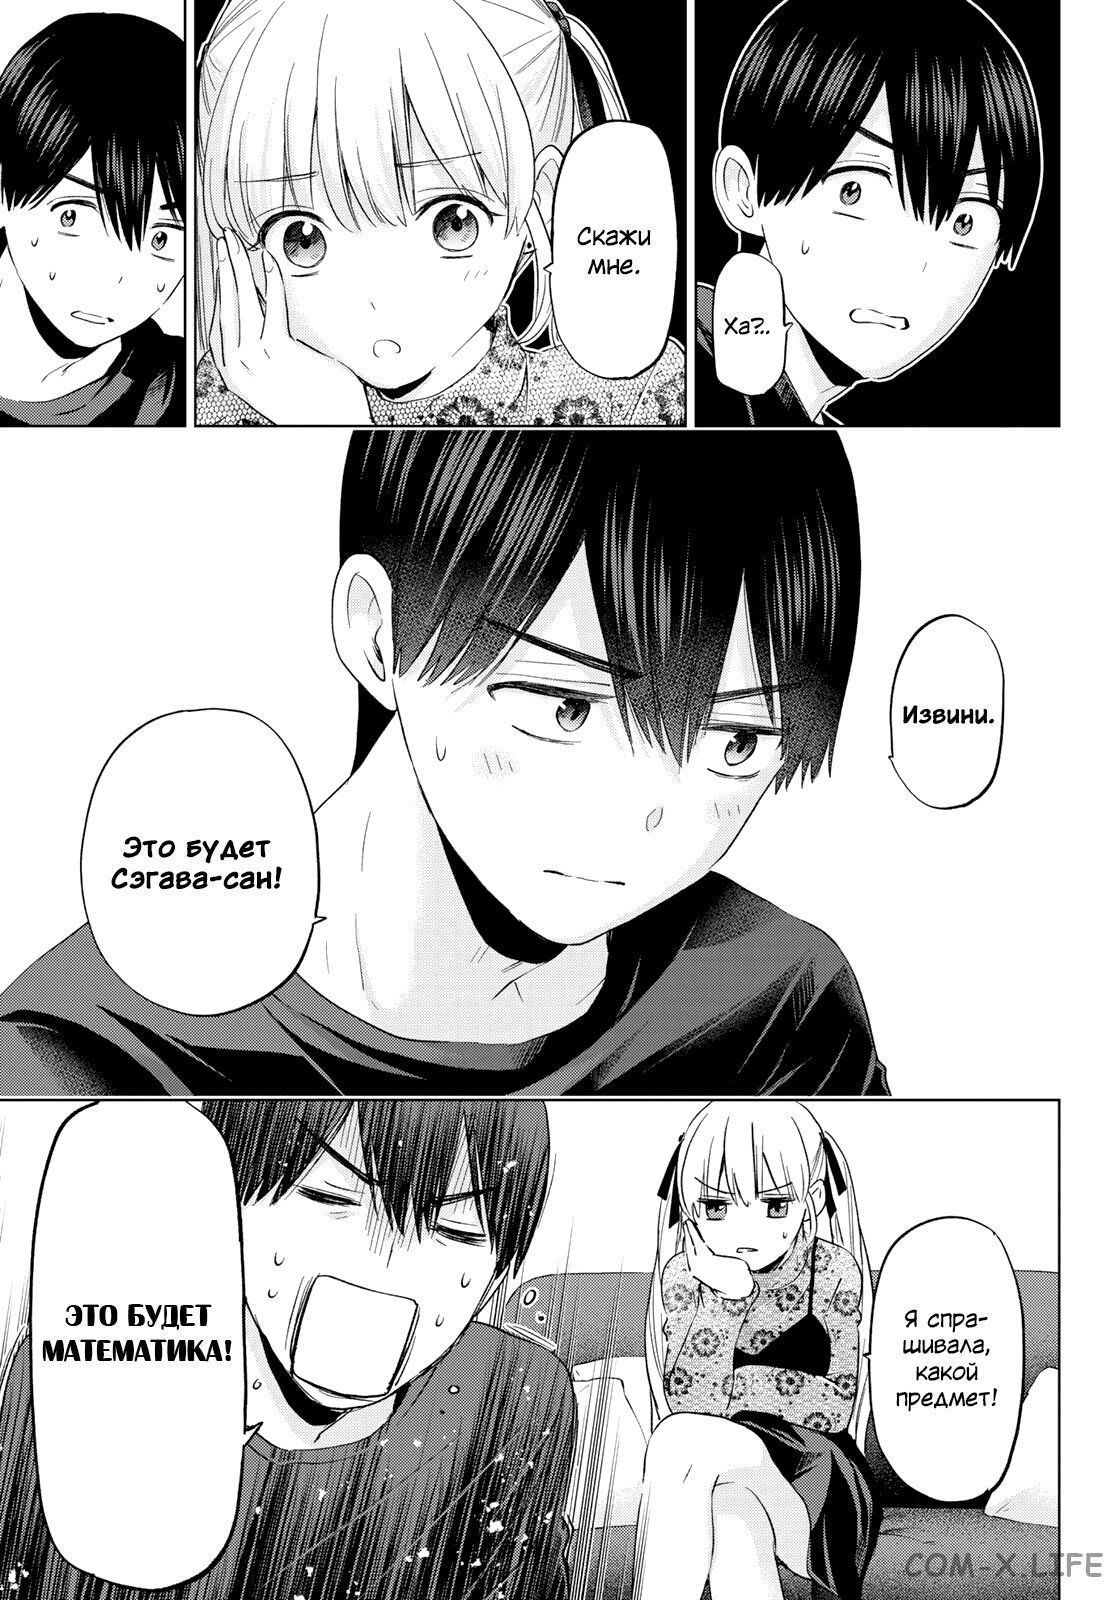 Ха?..
Скажи
мне.
Извини.
Это будет
Сэгава-сан!
Я спра-
шивала,
какой
предмет!
ЭТО БУДЕТ
МАТЕМАТИКА!
COM-X.LIFE